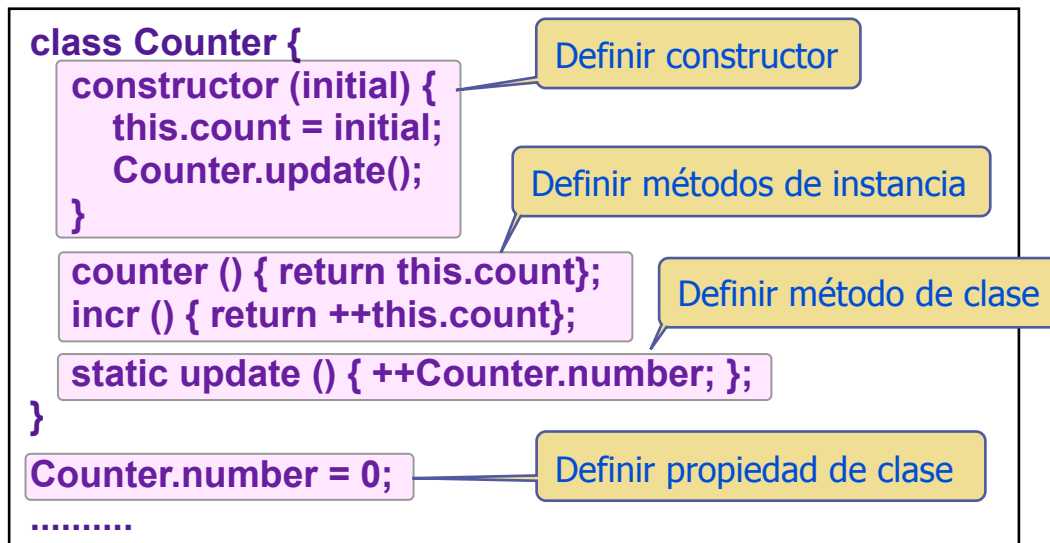 class Counter {
Definir constructor
constructor (initial) {
this.count = initial;
Counter.update();
}
Definir métodos de instancia
counter () { return this.count};
incr () { return ++this.count};
Definir método de clase
static update () { ++Counter.number; };
}
Counter.number = 0;
Definir propiedad de clase
..........